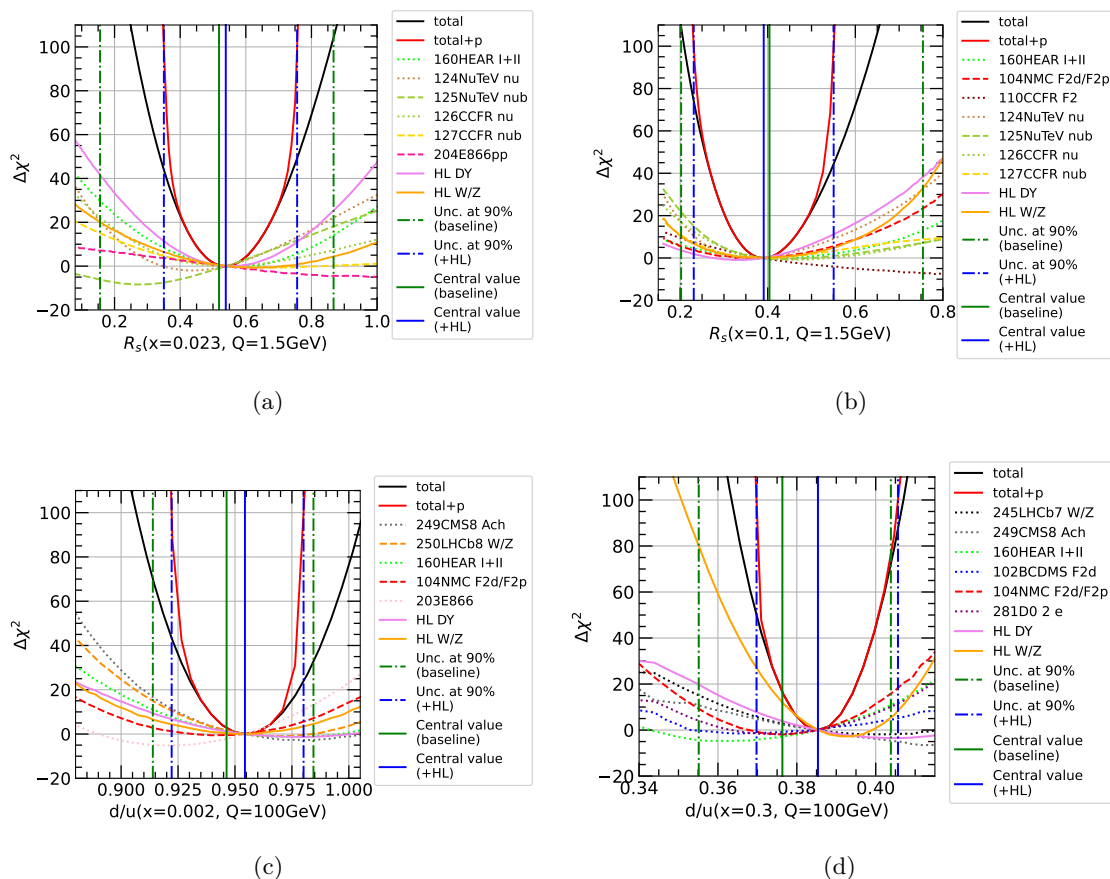 100
80
60
40
20
0
−20
Δχ²
0.2 0.4 0.6 0.8 1.0
R_s(x=0.023, Q=1.5GeV)
total
total+p
160HEAR I+II
124NuTeV nu
125NuTeV nub
126CCFR nu
127CCFR nub
204E866pp
HL DY
HL W/Z
Unc. at 90%
(baseline)
Unc. at 90%
(+HL)
Central value
(baseline)
Central value
(+HL)
(a)
100
80
60
40
20
0
−20
Δχ²
0.2 0.4 0.6 0.8
R_s(x=0.1, Q=1.5GeV)
total
total+p
160HEAR I+II
104NMC F2d/F2p
110CCFR F2
124NuTeV nu
125NuTeV nub
126CCFR nu
127CCFR nub
HL DY
HL W/Z
Unc. at 90%
(baseline)
Unc. at 90%
(+HL)
Central value
(baseline)
Central value
(+HL)
(b)
100
80
60
40
20
0
−20
Δχ²
0.900 0.925 0.950 0.975 1.000
d/u(x=0.002, Q=100GeV)
total
total+p
249CMS8 Ach
250LHCb8 W/Z
160HEAR I+II
104NMC F2d/F2p
203E866
HL DY
HL W/Z
Unc. at 90%
(baseline)
Unc. at 90%
(+HL)
Central value
(baseline)
Central value
(+HL)
(c)
100
80
60
40
20
0
−20
Δχ²
0.34 0.36 0.38 0.40
d/u(x=0.3, Q=100GeV)
total
total+p
245LHCb7 W/Z
249CMS8 Ach
160HEAR I+II
102BCDMS F2d
104NMC F2d/F2p
281D0 2 e
HL DY
HL W/Z
Unc. at 90%
(baseline)
Unc. at 90%
(+HL)
Central value
(baseline)
Central value
(+HL)
(d)